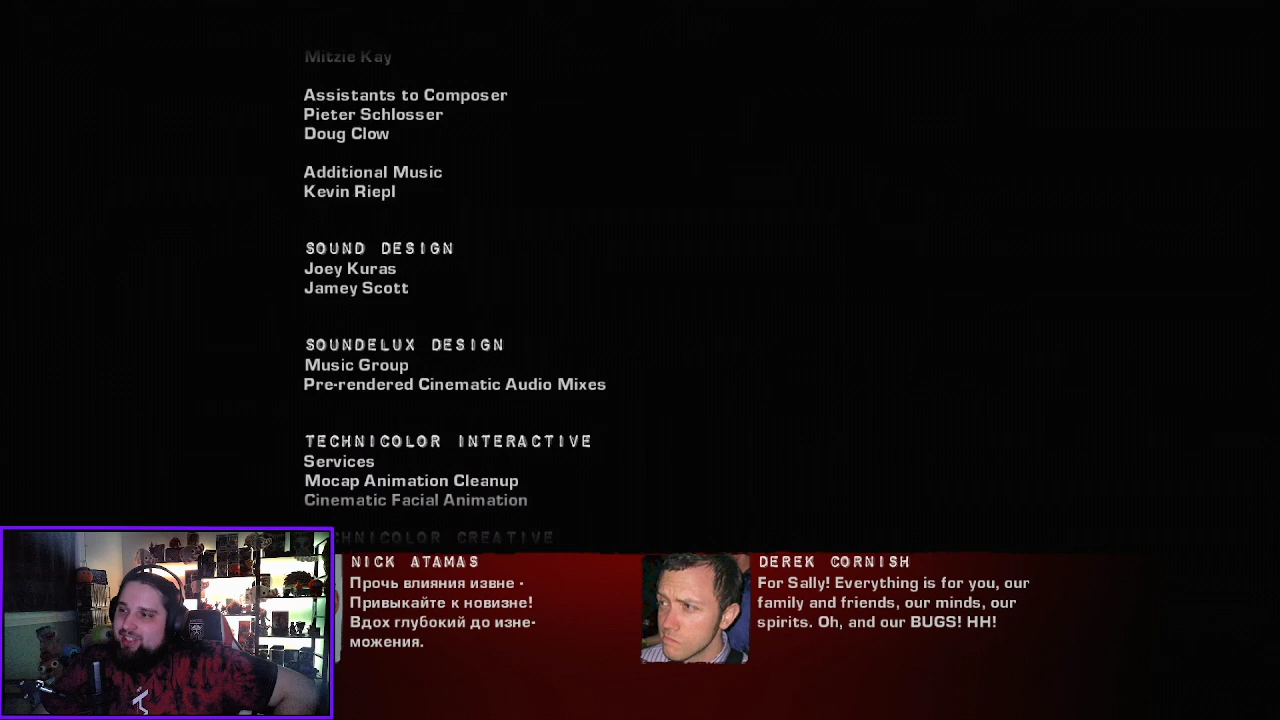 Mitzie Kay
Assistants to Composer
Pieter Schlosser
Doug Clow
Additional Music
Kevin Riepl
SOUND DESIGN
Joey Kuras
Jamey Scott
SOUNDELUX DESIGN
Music Group
Pre-rendered Cinematic Audio Mixes
TECHNICOLOR INTERACTIVE
Services
Mocap Animation Cleanup
Cinematic Facial Animation
CREATIVE
NICK ATAMAS
Прочь влияния извне -
Привыкайте к новизне!
Вдох глубокий до изне-
можения.
DEREK CORNISH
For Sally! Everything is for you, our
family and friends, our minds, our
spirits. Oh, and our BUGS! HH!